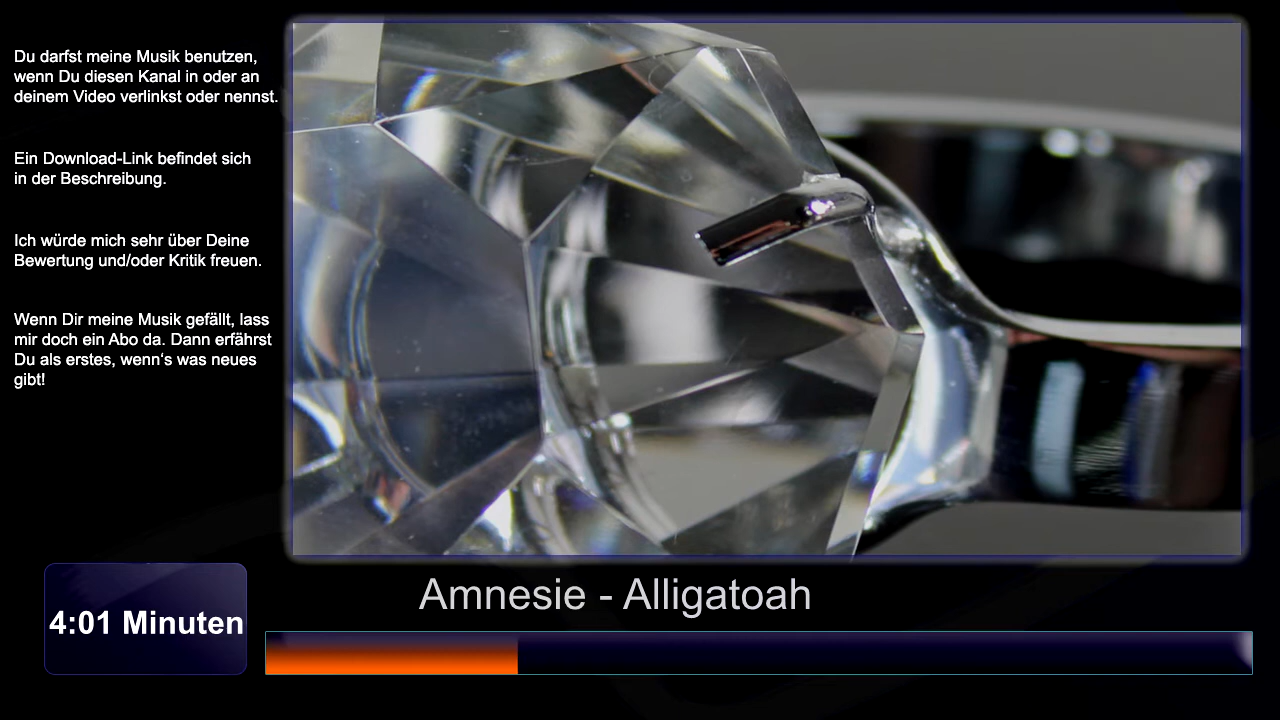 Du darfst meine Musik benutzen,
wenn Du diesen Kanal in oder an
deinem Video verlinkst oder nennst.
Ein Download-Link befindet sich
in der Beschreibung.
Ich würde mich sehr über Deine
Bewertung und/oder Kritik freuen.
Wenn Dir meine Musik gefällt, lass
mir doch ein Abo da. Dann erfährst
Du als erstes, wenn‘s was neues
gibt!
Amnesie - Alligatoah
4:01 Minuten